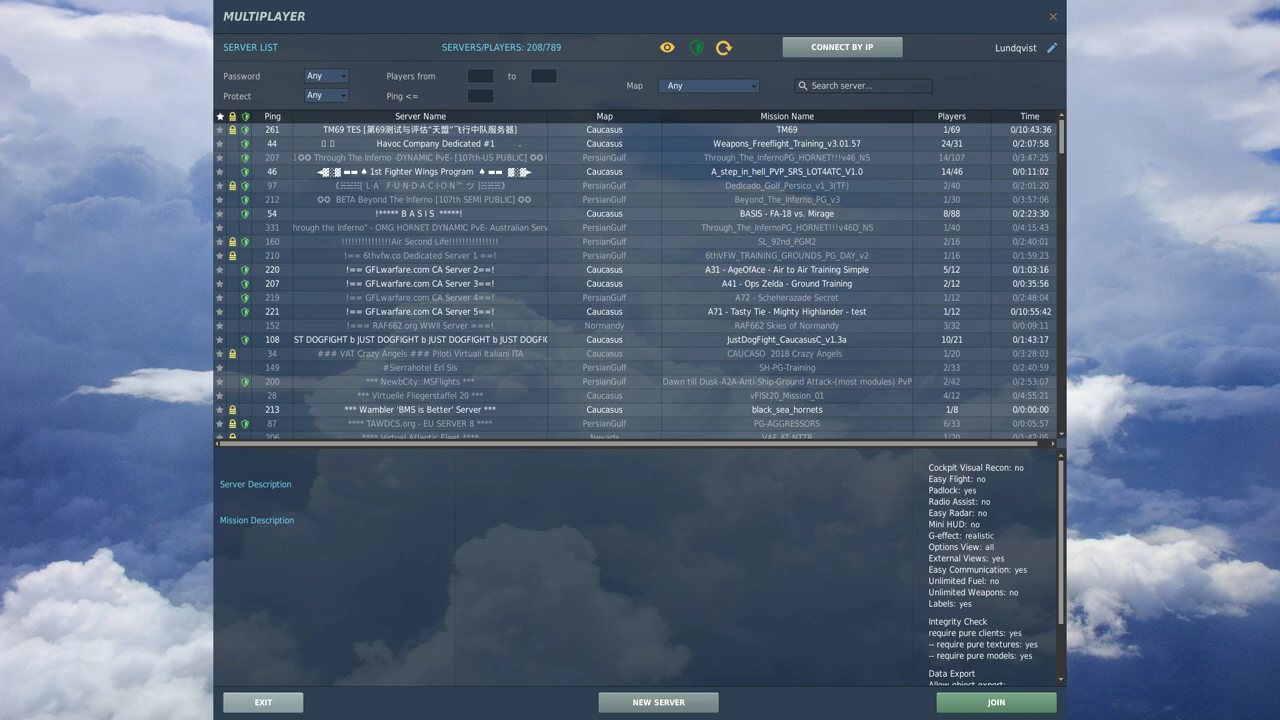 MULTIPLAYER
SERVER LIST SERVERS/PLAYERS: 208/789 CONNECT BY IP Lundqvist
Password Any Players from to
Map Any Search server...
Protect Any Ping <=
Ping Server Name Map Mission Name Players Time
261 TM69 TES [第69测试与评估“天盟”飞行中队服务器] Caucasus TM69 1/69 0/10:43:36
44 Havoc Company Dedicated #1 . Caucasus Weapons_Freeflight_Training_v3.01.57 24/31 0/2:07:58
207 ] ✪✪ Through The Inferno -DYNAMIC PvE- [107th-US PUBLIC] ✪✪ [ PersianGulf Through_The_InfernoPG_HORNET!!!v46_NS 14/107 0/3:47:25
46 ◄▓░▓ ▬▬ ♠ 1st Fighter Wings Program ♠ ▬▬ ▓░▓► Caucasus A_step_in_hell_PVP_SRS_LOT4ATC_V1.0 14/46 0/11:02
97 [ L·A F·U·N·D·A·C·I·O·N™ ツ ] PersianGulf Dedicado_Golf_Persico_v1_3(TF) 2/40 0/2:01:20
212 ✪✪ BETA Beyond The Inferno [107th SEMI PUBLIC] ✪✪ PersianGulf Beyond_The_Inferno_PG_v3 1/30 0/3:57:06
54 !***** B A S I S *****! Caucasus BASIS - FA-18 vs. Mirage 8/88 0/2:23:30
331 hrough the Inferno" - OMG HORNET DYNAMIC PvE- Australian Serv PersianGulf Through_The_InfernoPG_HORNET!!!v46D_NS 1/40 0/4:15:43
160 !!!!!!!!!!!!!!!!Air Second Life!!!!!!!!!!!!!!!! PersianGulf SL_92nd_PGM2 2/16 0/2:40:01
210 !== 6thvfw.co Dedicated Server 1 ==! PersianGulf 6thVFW_TRAINING_GROUNDS_PG_DAY_v2 1/16 0/1:59:23
220 !== GFLwarfare.com CA Server 2==! Caucasus A31 - AgeOfAce - Air to Air Training Simple 5/12 0/1:03:16
207 !== GFLwarfare.com CA Server 3==! Caucasus A41 - Ops Zelda - Ground Training 2/12 0/0:35:56
219 !== GFLwarfare.com CA Server 4==! PersianGulf A72 - Scheherazade Secret 1/12 0/2:48:04
221 !== GFLwarfare.com CA Server 5==! Caucasus A71 - Tasty Tie - Mighty Highlander - test 1/12 0/10:55:42
152 !=== RAF662.org WWII Server ===! Normandy RAF662 Skies of Normandy 3/32 0/0:09:11
108 ST DOGFIGHT b JUST DOGFIGHT b JUST DOGFIGHT b JUST DOGFIG Caucasus JustDogFight_CaucasusC_v1.3a 10/21 0/1:43:17
34 ### VAT Crazy Angels ### Piloti Virtuali Italiani ITA Caucasus CAUCASO 2018 Crazy Angels 1/20 0/3:28:03
149 #Sierrahotel Erl Sis PersianGulf SH-PG-Training 2/33 0/2:40:59
200 *** NewbCity::MSFlights *** PersianGulf Dawn till Dusk-A2A-Anti-Ship-Ground Attack-(most modules) PvP 2/42 0/2:53:07
28 *** Virtuelle Fliegerstaffel 20 *** Caucasus vFlSt20_Mission_01 4/12 0/4:55:21
213 *** Wambler 'BMS is Better' Server *** Caucasus black_sea_hornets 1/8 0/0:00:00
87 **** TAWDCS.org - EU SERVER 8 **** PersianGulf PG-AGGRESSORS 6/33 0/0:05:57
206 **** Virtual Atlantic Fleet **** Nevada VAF AT NTTR 1/20 0/1:42:05
Server Description
Mission Description
Cockpit Visual Recon: no
Easy Flight: no
Padlock: yes
Radio Assist: no
Easy Radar: no
Mini HUD: no
G-effect: realistic
Options View: all
External Views: yes
Easy Communication: yes
Unlimited Fuel: no
Unlimited Weapons: no
Labels: yes
Integrity Check
require pure clients: yes
-- require pure textures: yes
-- require pure models: yes
Data Export
Allow object export:
EXIT NEW SERVER JOIN